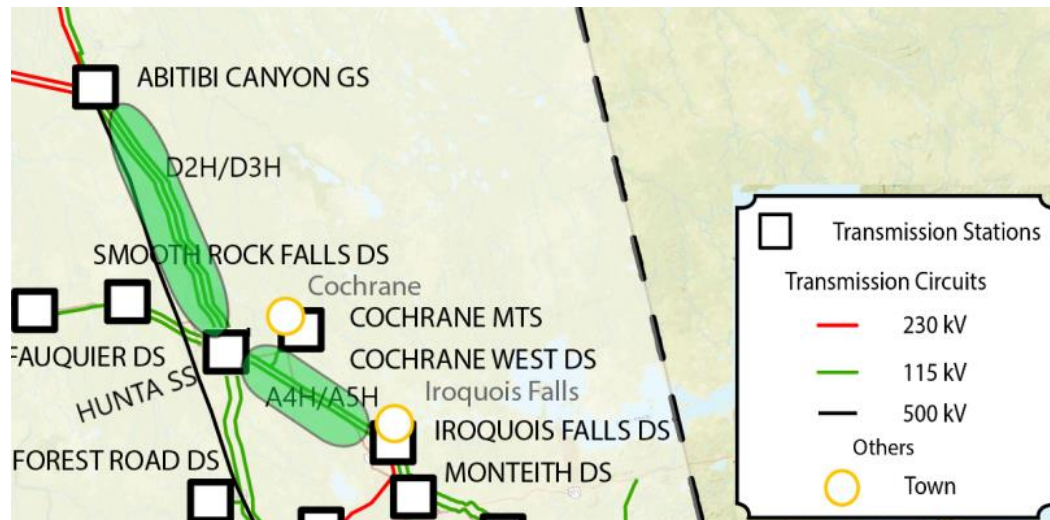 ABITIBI CANYON GS
D2H/D3H
SMOOTH ROCK FALLS DS
Cochrane
COCHRANE MTS
FAUQUIER DS
COCHRANE WEST DS
HUNTA SS
A4H/A5H
Iroquois Falls
IROQUOIS FALLS DS
FOREST ROAD DS
MONTEITH DS
Transmission Stations
Transmission Circuits
230 kV
115 kV
500 kV
Others
Town